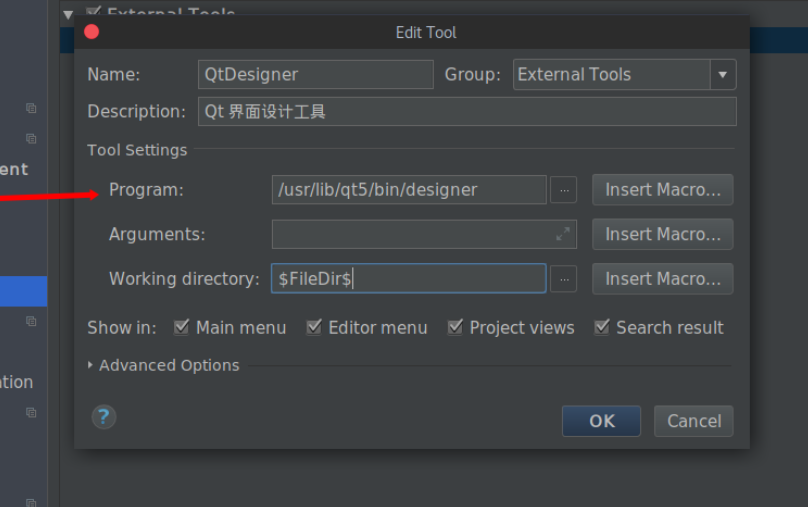 External Tools
Edit Tool
Name: QtDesigner Group: External Tools
Description: Qt 界面设计工具
Tool Settings
ent
Program: /usr/lib/qt5/bin/designer ... Insert Macro...
Arguments: Insert Macro...
Working directory: $FileDir$ ... Insert Macro...
Show in: Main menu Editor menu Project views Search result
Advanced Options
ation
? OK Cancel